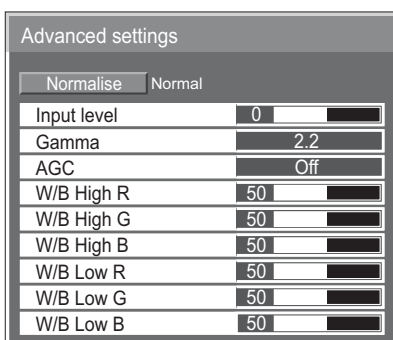 Advanced settings
Normalise Normal
Input level 0
Gamma 2.2
AGC Off
W/B High R 50
W/B High G 50
W/B High B 50
W/B Low R 50
W/B Low G 50
W/B Low B 50